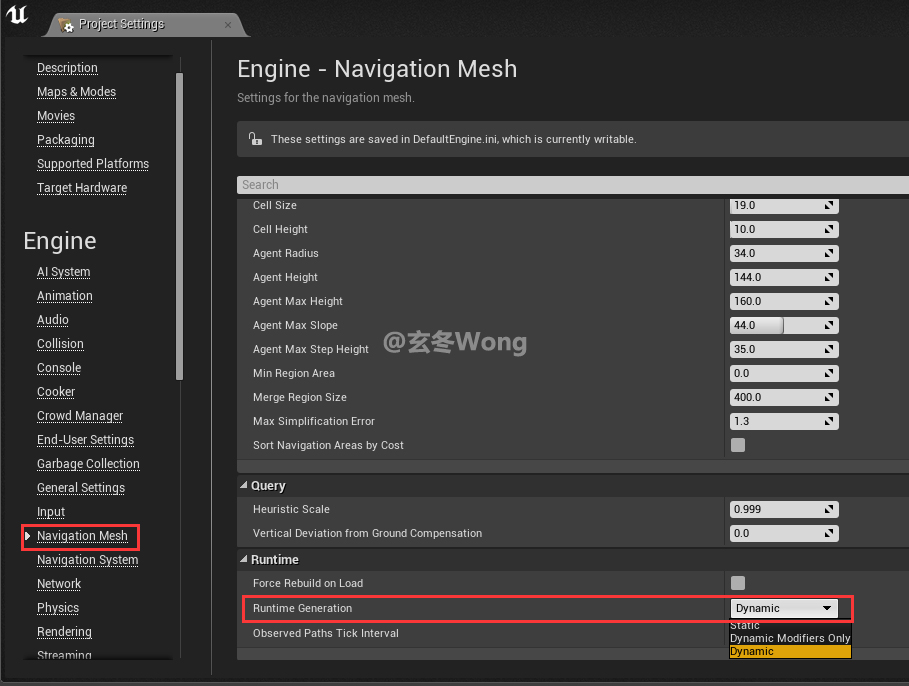 Project Settings
Description
Maps & Modes
Movies
Packaging
Supported Platforms
Target Hardware
Engine
AI System
Animation
Audio
Collision
Console
Cooker
Crowd Manager
End-User Settings
Garbage Collection
General Settings
Input
Navigation Mesh
Navigation System
Network
Physics
Rendering
Streaming
Engine - Navigation Mesh
Settings for the navigation mesh.
These settings are saved in DefaultEngine.ini, which is currently writable.
Search
Cell Size 19.0
Cell Height 10.0
Agent Radius 34.0
Agent Height 144.0
Agent Max Height 160.0
Agent Max Slope 44.0
@玄冬Wong
Agent Max Step Height 35.0
Min Region Area 0.0
Merge Region Size 400.0
Max Simplification Error 1.3
Sort Navigation Areas by Cost
Query
Heuristic Scale 0.999
Vertical Deviation from Ground Compensation 0.0
Runtime
Force Rebuild on Load
Runtime Generation Dynamic
Observed Paths Tick Interval
Static
Dynamic Modifiers Only
Dynamic